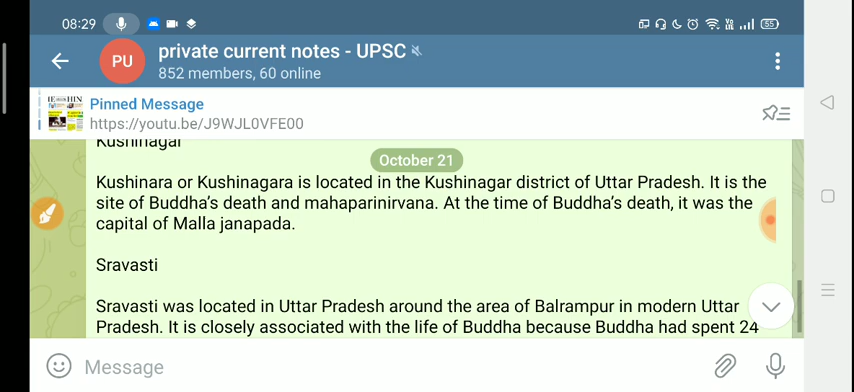 08:29
55
PU
private current notes - UPSC
852 members, 60 online
Pinned Message
https://youtu.be/J9WJL0VFE00
Kushinagar
October 21
Kushinara or Kushinagara is located in the Kushinagar district of Uttar Pradesh. It is the
site of Buddha's death and mahaparinirvana. At the time of Buddha's death, it was the
capital of Malla janapada.
Sravasti
Sravasti was located in Uttar Pradesh around the area of Balrampur in modern Uttar
Pradesh. It is closely associated with the life of Buddha because Buddha had spent 24
Message